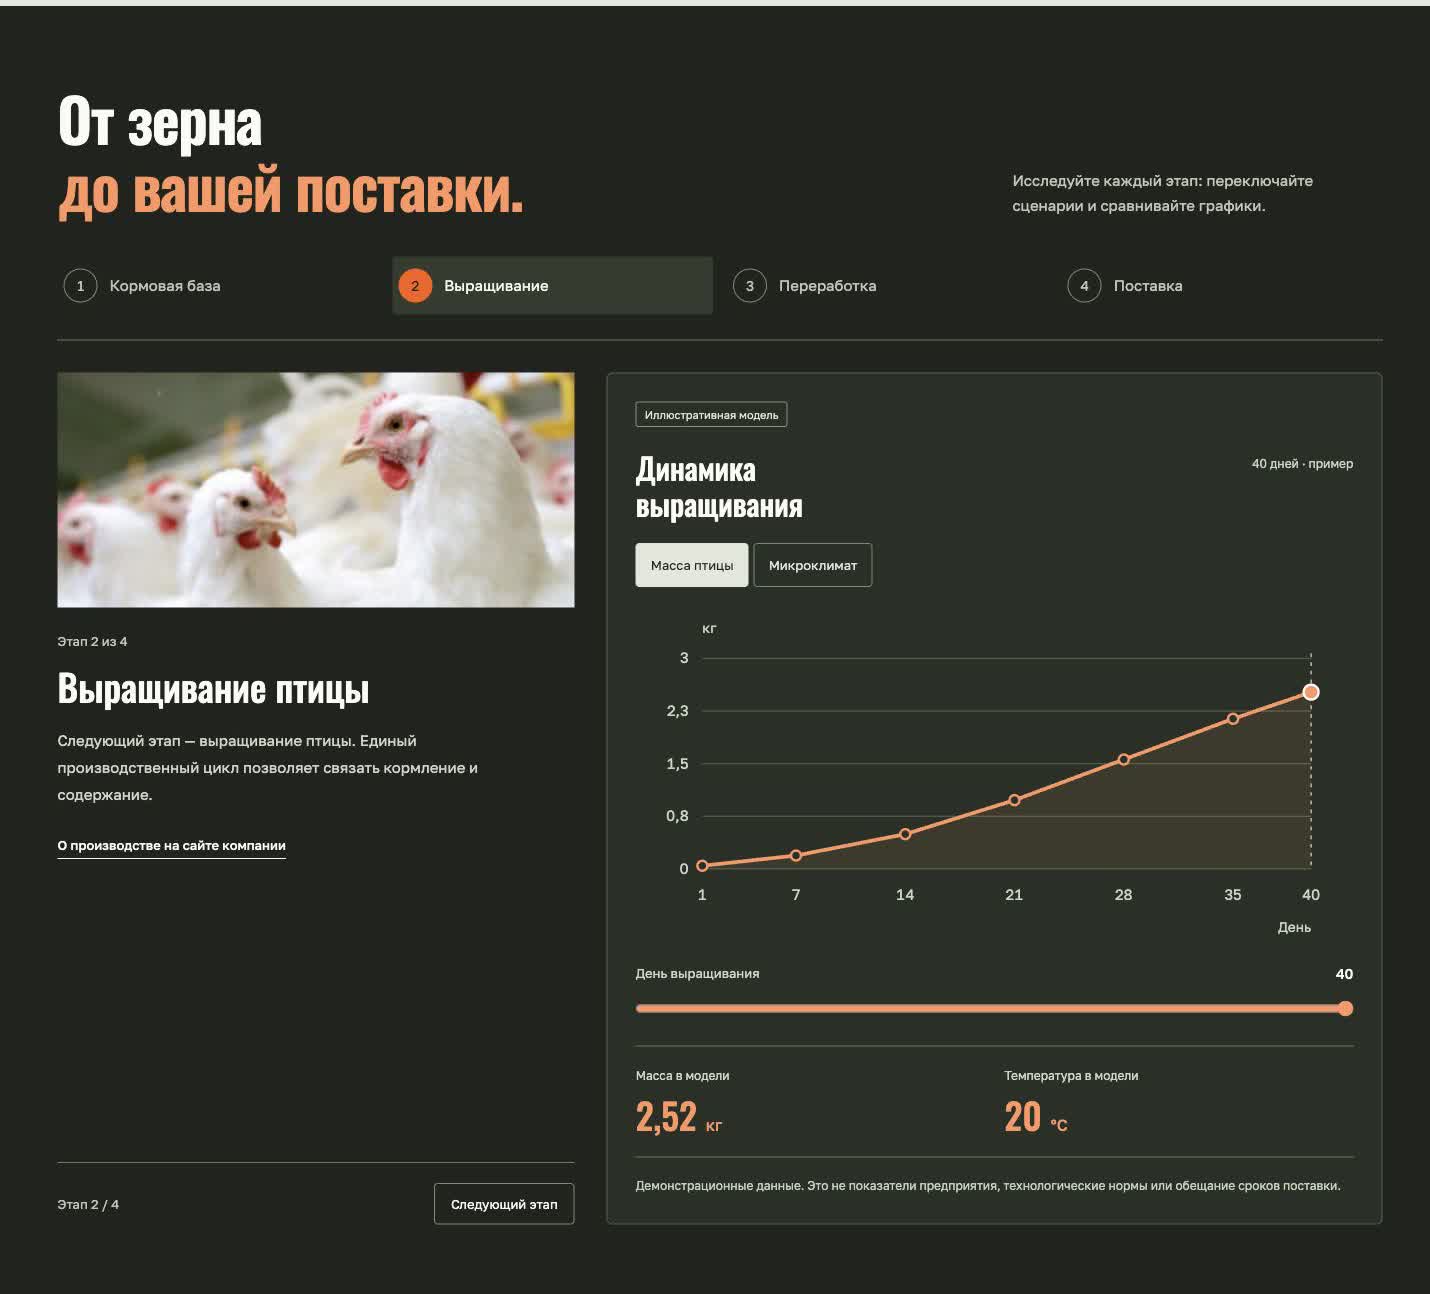 От зерна
до вашей поставки.
Исследуйте каждый этап: переключайте
сценарии и сравнивайте графики.
1 Кормовая база
2 Выращивание
3 Переработка
4 Поставка
Этап 2 из 4
Выращивание птицы
Следующий этап — выращивание птицы. Единый
производственный цикл позволяет связать кормление и
содержание.
О производстве на сайте компании
Этап 2 / 4
Следующий этап
Иллюстративная модель
Динамика
выращивания
40 дней · пример
Масса птицы
Микроклимат
кг
3
2,3
1,5
0,8
0
1 7 14 21 28 35 40
День
День выращивания
40
Масса в модели
2,52 кг
Температура в модели
20 °C
Демонстрационные данные. Это не показатели предприятия, технологические нормы или обещание сроков поставки.